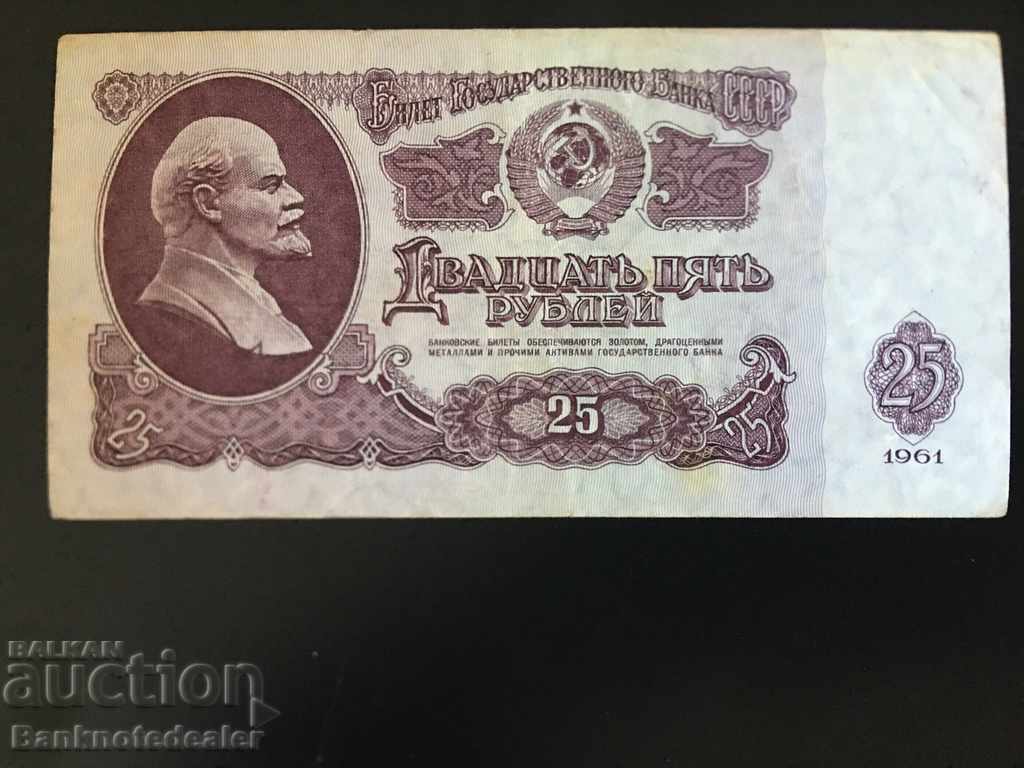 Билет Государственного Банка СССР
Двадцать пять
рублей
БАНКОВСКИЕ БИЛЕТЫ ОБЕСПЕЧИВАЮТСЯ ЗОЛОТОМ, ДРАГОЦЕННЫМИ
МЕТАЛЛАМИ И ПРОЧИМИ АКТИВАМИ ГОСУДАРСТВЕННОГО БАНКА
25
25
25
25
1961
BALKAN
auction
Banknotedealer